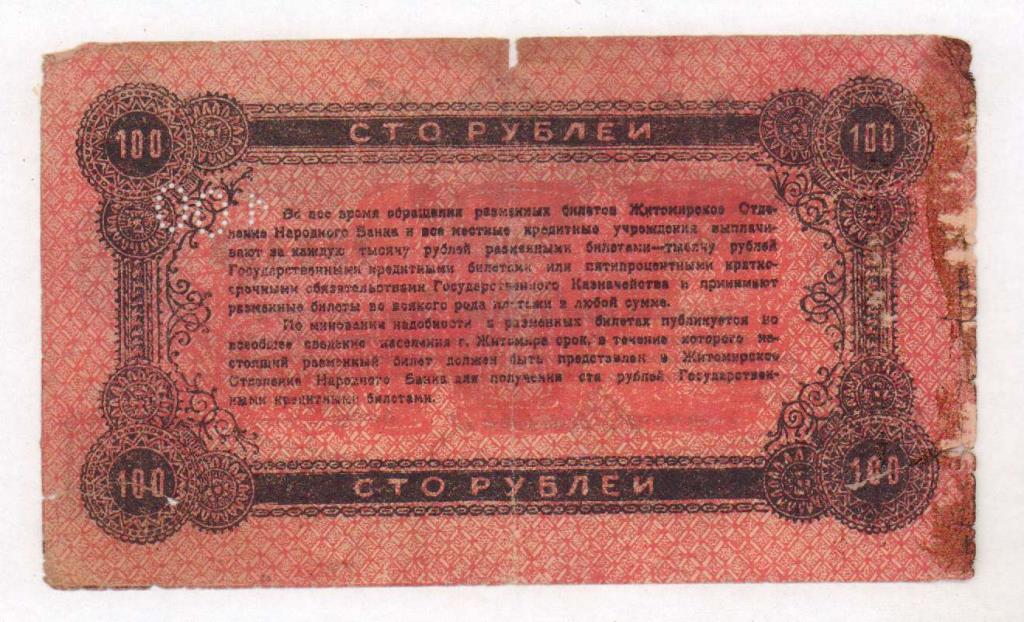 100 СТО РУБЛЕЙ 100
Во все время обращения разменных билетов Житомирское Отде-
ление Народного Банка и все местные кредитные учреждения выплачи-
вают за каждую тысячу рублей разменными билетами—тысячу рублей
Государственными кредитными билетами или пятипроцентными кратко-
срочными обязательствами Государственного Казначейства и принимают
разменные билеты во всякого рода платежи в любой сумме.
По миновании надобности в разменных билетах публикуется во
всеобщее сведение населения г. Житомира срок, в течение которого на-
стоящий разменный билет должен быть представлен в Житомирское
Отделение Народного Банка для получения ста рублей Государствен-
ными кредитными билетами.
100 СТО РУБЛЕЙ 100